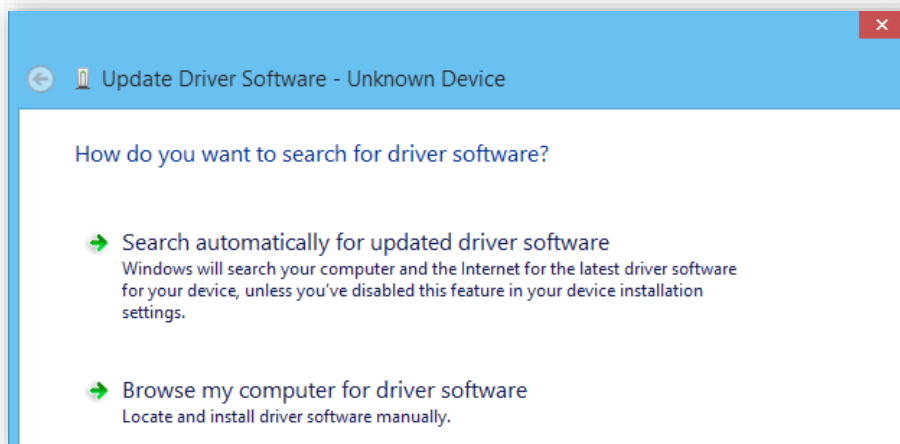 Update Driver Software - Unknown Device
How do you want to search for driver software?
Search automatically for updated driver software
Windows will search your computer and the Internet for the latest driver software
for your device, unless you've disabled this feature in your device installation
settings.
Browse my computer for driver software
Locate and install driver software manually.